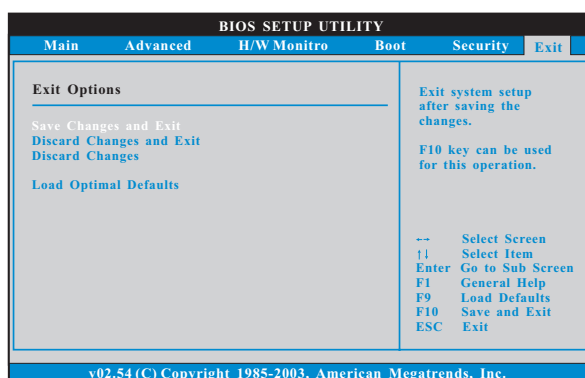 BIOS SETUP UTILITY
Main Advanced H/W Monitro Boot Security Exit
Exit Options
Save Changes and Exit
Discard Changes and Exit
Discard Changes
Load Optimal Defaults
Exit system setup
after saving the
changes.
F10 key can be used
for this operation.
←→ Select Screen
↑↓ Select Item
Enter Go to Sub Screen
F1 General Help
F9 Load Defaults
F10 Save and Exit
ESC Exit
v02.54 (C) Copyright 1985-2003, American Megatrends, Inc.